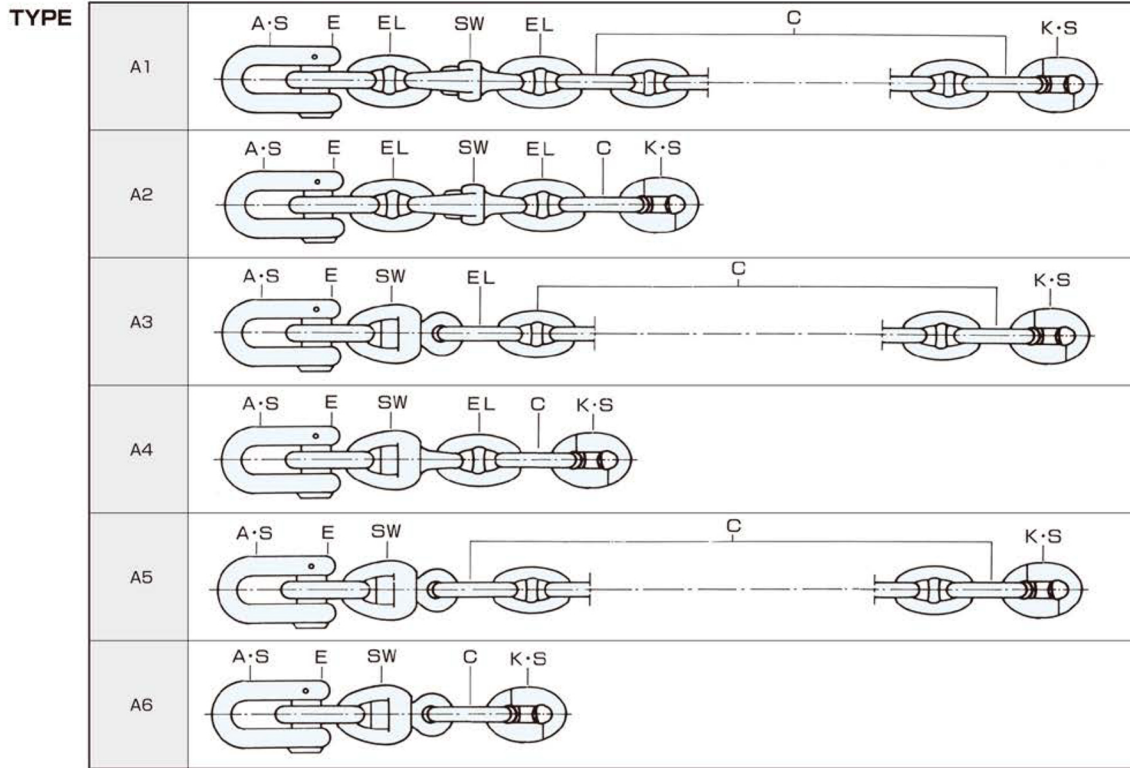 TYPE
A1
A·S E EL SW EL C K·S
A2
A·S E EL SW EL C K·S
A3
A·S E SW EL C K·S
A4
A·S E SW EL C K·S
A5
A·S E SW C K·S
A6
A·S E SW C K·S